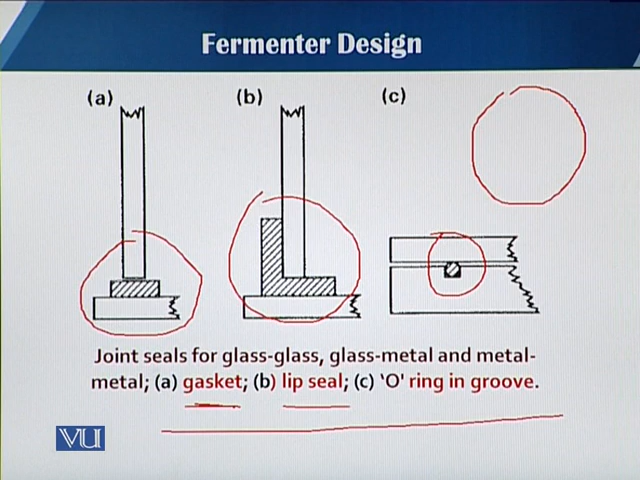 Fermenter Design
(a) (b) (c)
Joint seals for glass-glass, glass-metal and metal-
metal; (a) gasket; (b) lip seal; (c) 'O' ring in groove.
VU